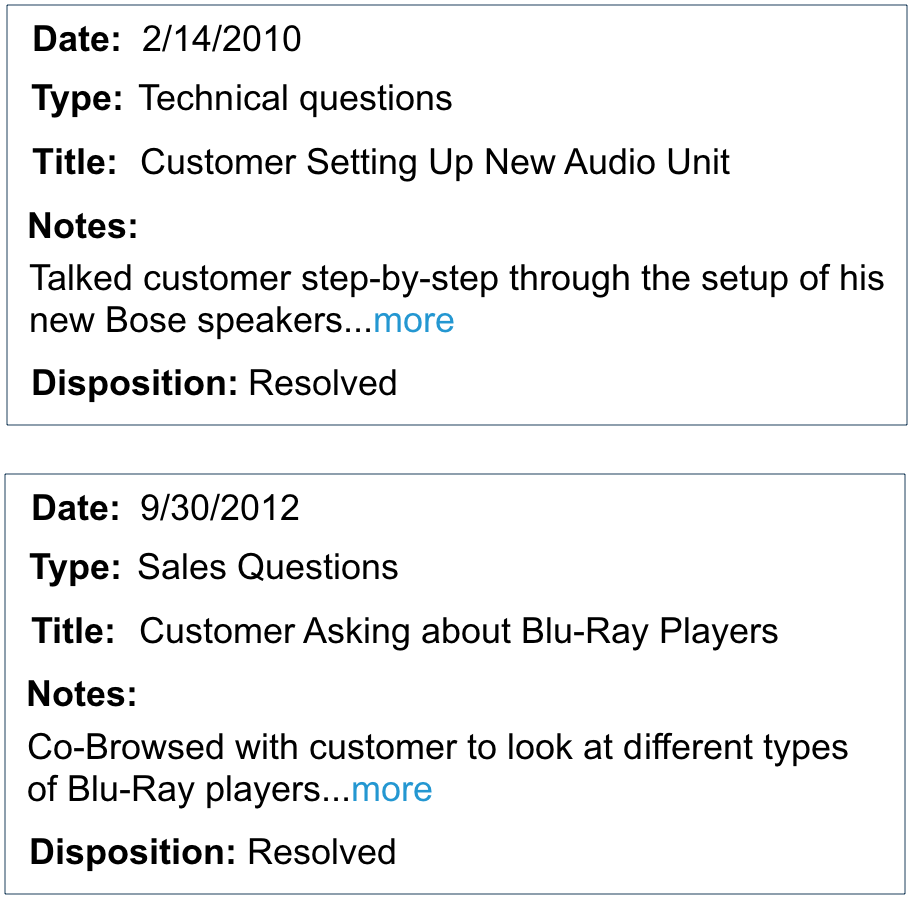 Date: 2/14/2010
Type: Technical questions
Title: Customer Setting Up New Audio Unit
Notes:
Talked customer step-by-step through the setup of his
new Bose speakers...more
Disposition: Resolved
Date: 9/30/2012
Type: Sales Questions
Title: Customer Asking about Blu-Ray Players
Notes:
Co-Browsed with customer to look at different types
of Blu-Ray players...more
Disposition: Resolved